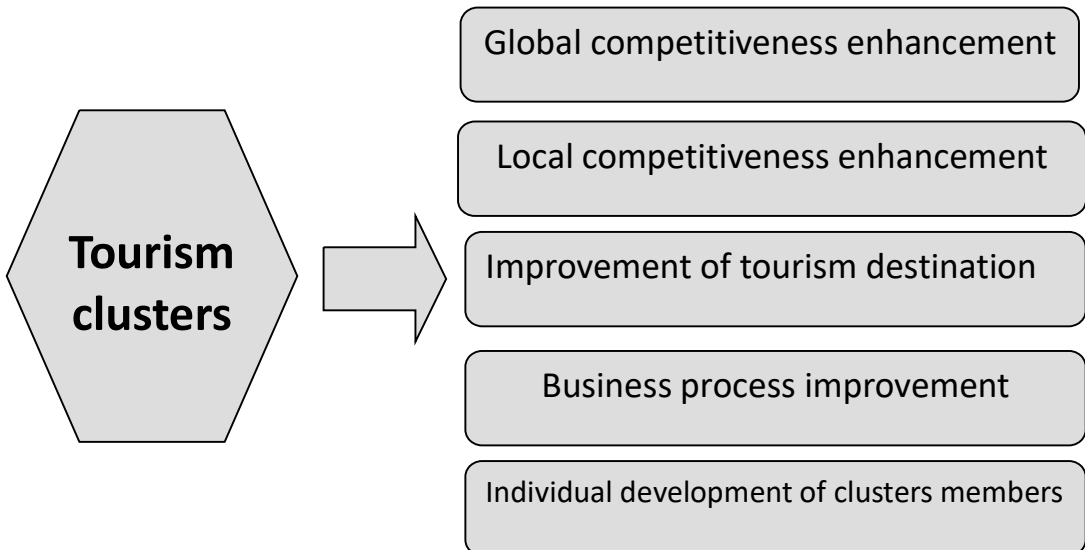 Tourism
clusters
Global competitiveness enhancement
Local competitiveness enhancement
Improvement of tourism destination
Business process improvement
Individual development of clusters members